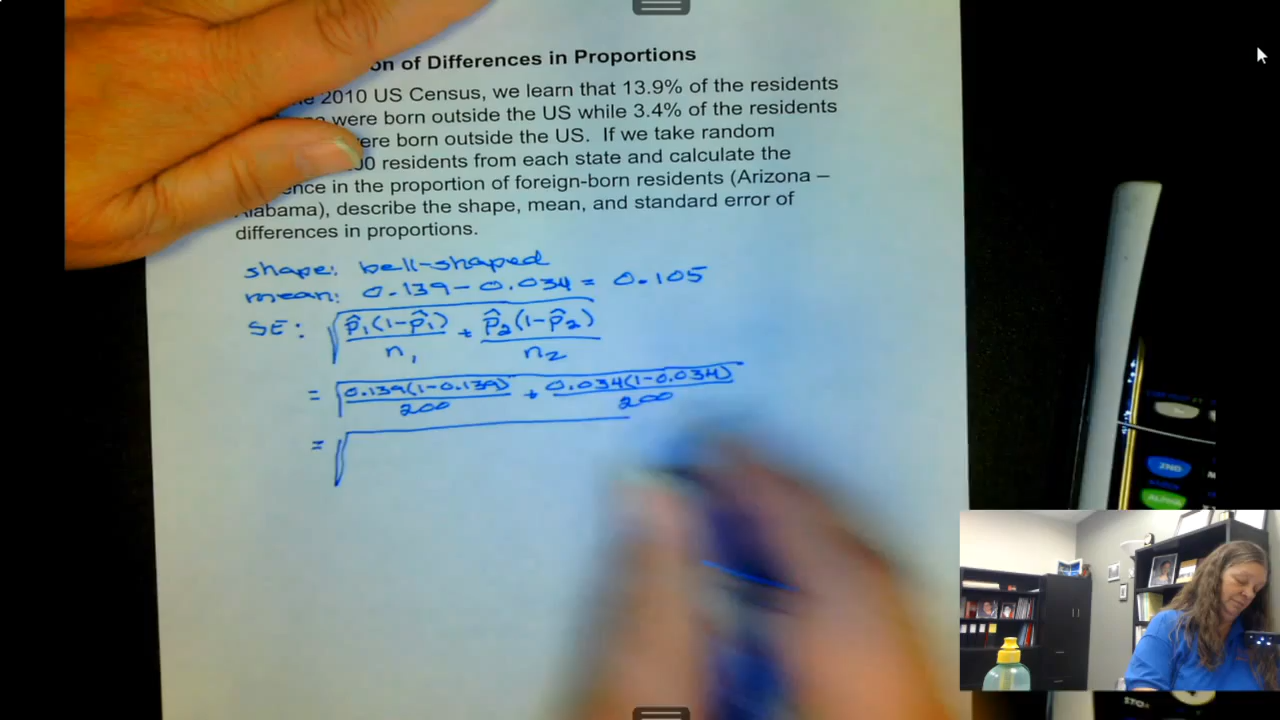 on of Differences in Proportions
2010 US Census, we learn that 13.9% of the residents
were born outside the US while 3.4% of the residents
ere born outside the US. If we take random
00 residents from each state and calculate the
ence in the proportion of foreign-born residents (Arizona –
Alabama), describe the shape, mean, and standard error of
differences in proportions.
shape: bell-shaped
mean: 0.139 - 0.034 = 0.105
SE: √(p̂₁(1-p̂₁)/n₁ + p̂₂(1-p̂₂)/n₂)
= √(0.139(1-0.139)/200 + 0.034(1-0.034)/200)
= √
2ND
ALPHA